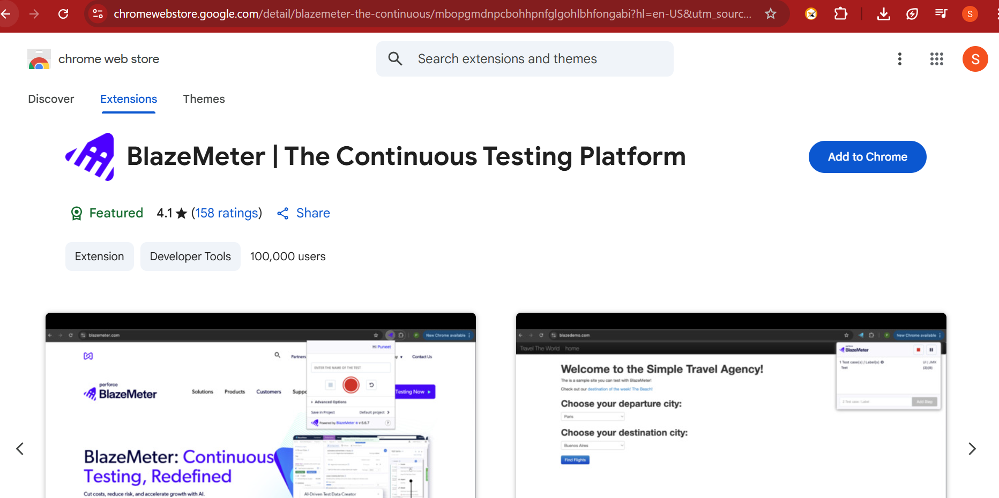 chromewebstore.google.com/detail/blazemeter-the-continuous/mbopgmdnpcbohhpnfglgohlbhfongabi?hl=en-US&utm_sourc...
S
chrome web store
Search extensions and themes
S
Discover
Extensions
Themes
BlazeMeter | The Continuous Testing Platform
Add to Chrome
Featured
4.1★ (158 ratings)
Share
Extension
Developer Tools
100,000 users
blazemeter.com
New Chrome available
Hi Puneet
Partners
Contact Us
ENTER THE NAME OF THE TEST
perforce
BlazeMeter
Solutions
Products
Customers
Testing Now
Advanced Options
Save in Project
Default project
Powered by BlazeMeter ® v 6.6.7
BlazeMeter: Continuous
Testing, Redefined
Cut costs, reduce risk, and accelerate growth with AI.
AI-Driven Test Data Creator
blazedemo.com
New Chrome available
Travel The World
home
perforce
BlazeMeter
1 Test case(s) / Label(s)
UI | JMX
Test
(2)(0)
2 Test case / Label
Add Step
Welcome to the Simple Travel Agency!
The is a sample site you can test with BlazeMeter!
Check out our destination of the week! The Beach!
Choose your departure city:
Paris
Choose your destination city:
Buenos Aires
Find Flights